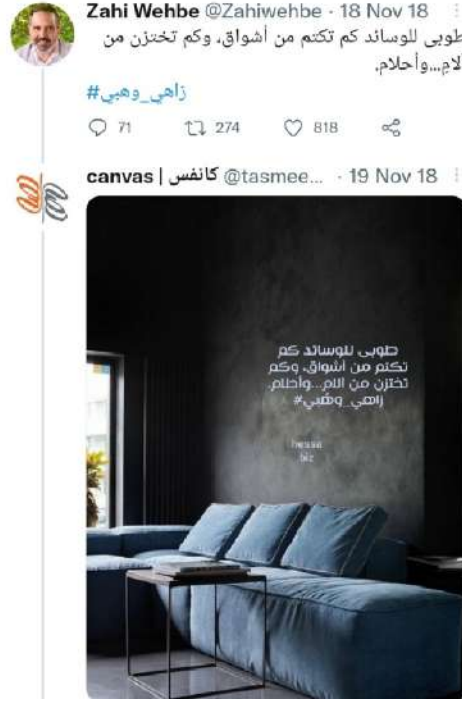 Zahi Wehbe @Zahiwehbe · 18 Nov 18
طوبى للوسائد كم تكتم من أشواق، وكم تختزن من
آلام...وأحلام.
#زاهي_وهبي
71 274 818
canvas | كانفس @tasmee... · 19 Nov 18
طوبى للوسائد كم
تكتم من أشواق، وكم
تختزن من آلام...وأحلام.
#زاهي_وهبي
hessa
biz